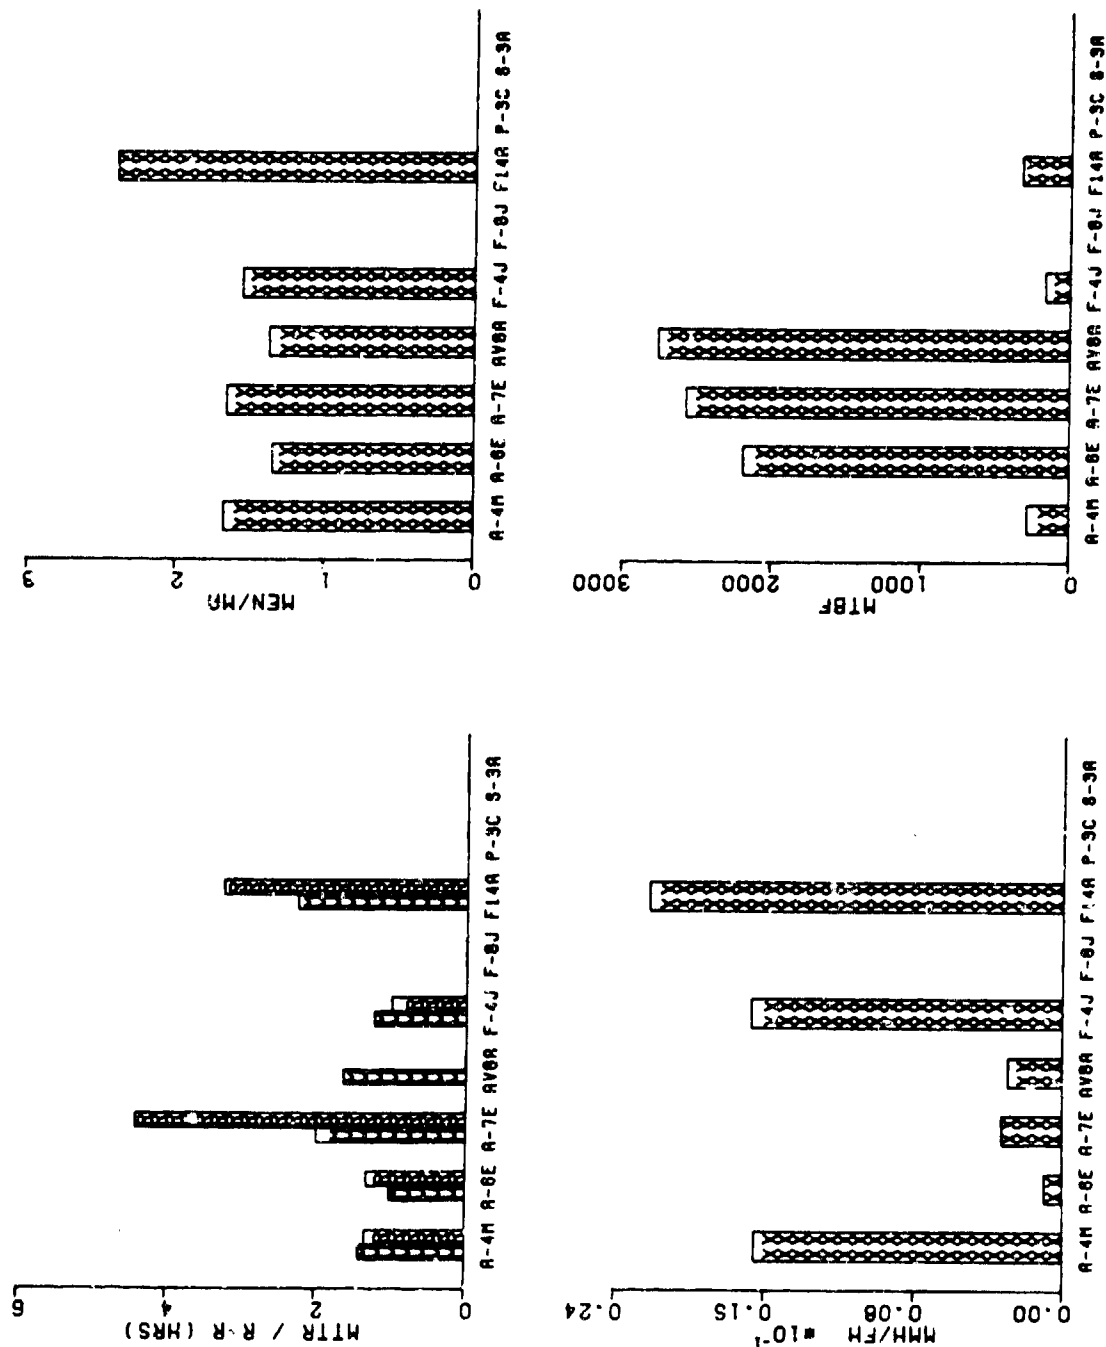 6
4
2
0
MTTR / R-R (HRS)
A-4M A-6E A-7E AV8A F-4J F-8J F14A P-3C S-3A
3
2
1
0
MEN/MA
A-4M A-6E A-7E AV8A F-4J F-8J F14A P-3C S-3A
0.24
0.16
0.08
0.00
MMH/FH
*10-1
A-4M A-6E A-7E AV8A F-4J F-8J F14A P-3C S-3A
3000
2000
1000
0
MTBF
A-4M A-6E A-7E AV8A F-4J F-8J F14A P-3C S-3A